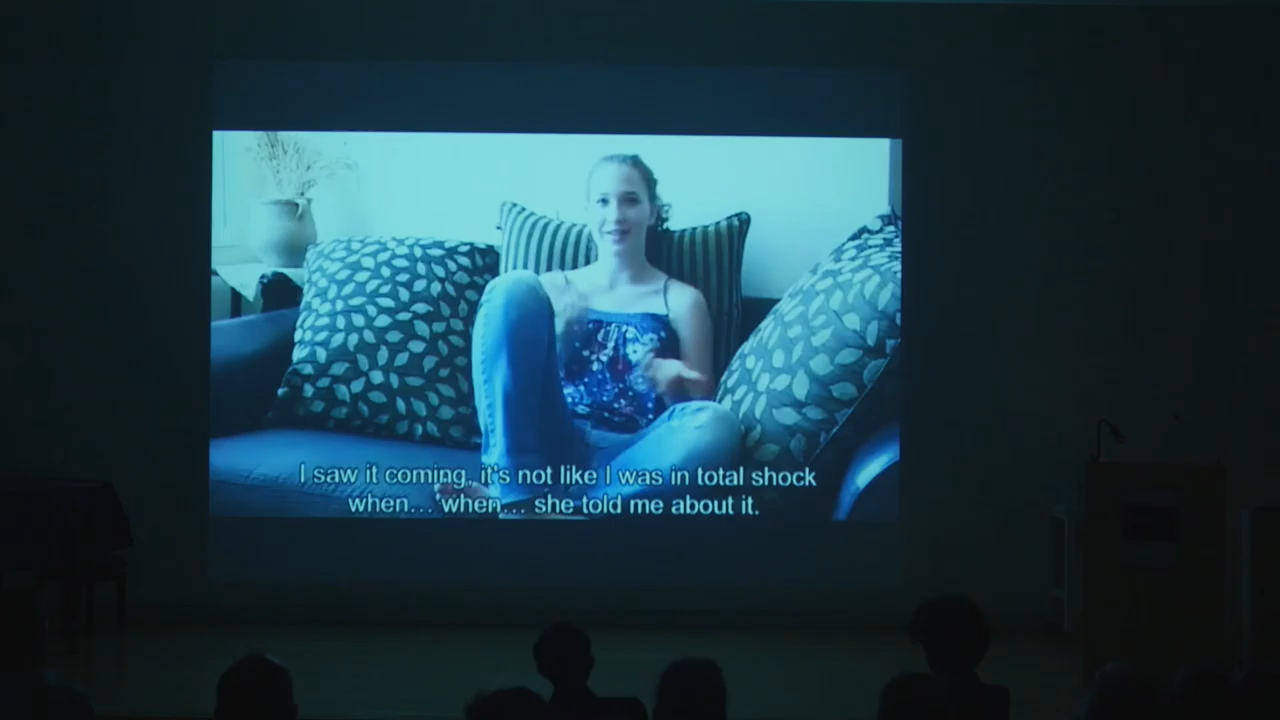 I saw it coming, it's not like I was in total shock
when... when... she told me about it.